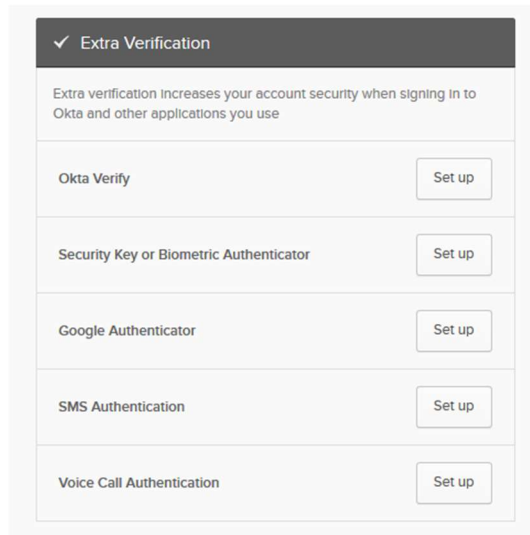 Extra Verification
Extra verification increases your account security when signing in to
Okta and other applications you use
Okta Verify
Set up
Security Key or Biometric Authenticator
Set up
Google Authenticator
Set up
SMS Authentication
Set up
Voice Call Authentication
Set up